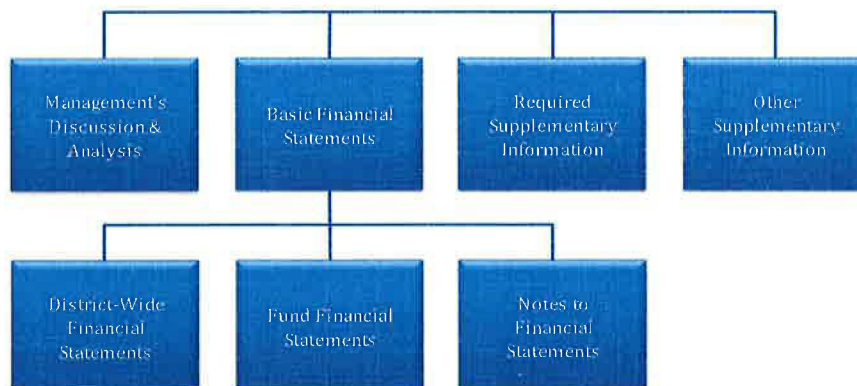 Management's
Discussion &
Analysis
Basic Financial
Statements
Required
Supplementary
Information
Other
Supplementary
Information
District-Wide
Financial
Statements
Fund Financial
Statements
Notes to
Financial
Statements